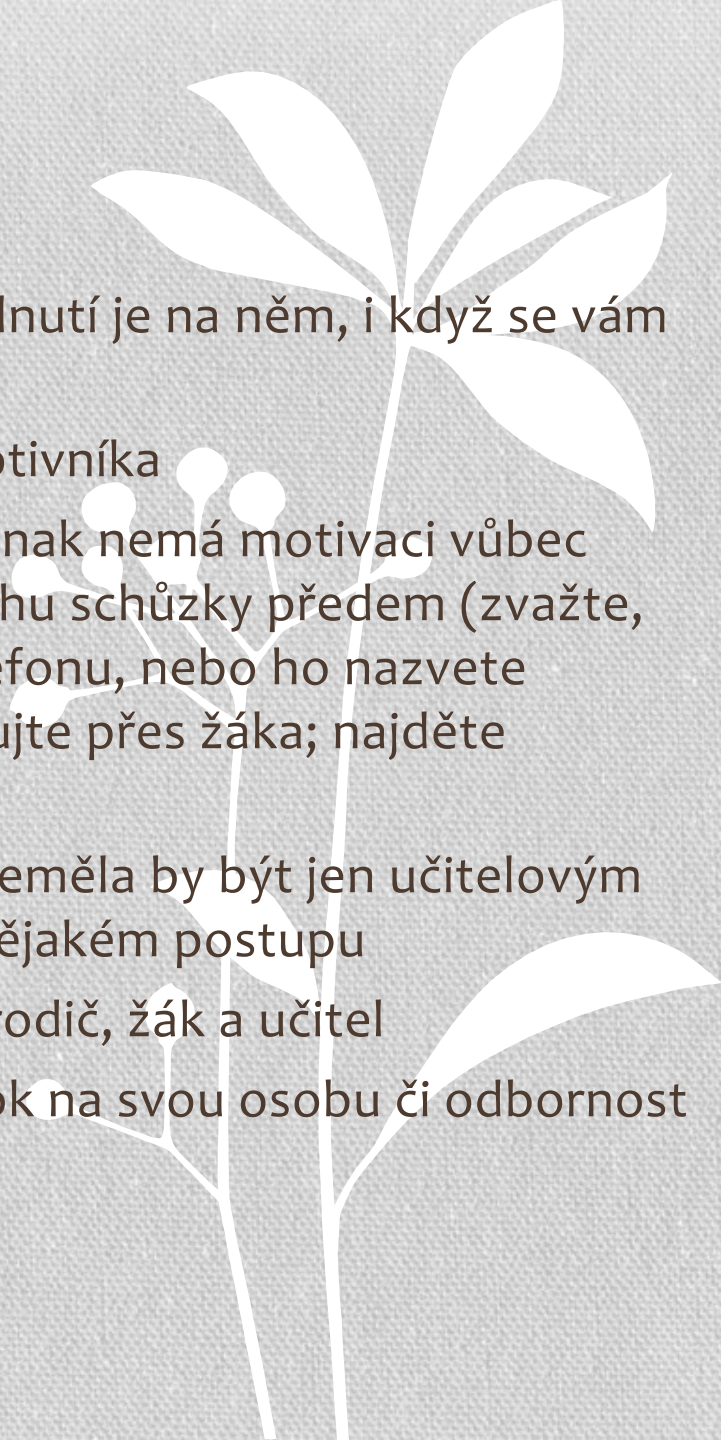 lnutí je na něm, i když se vám
otivníka
nak nemá motivaci vůbec
hu schůzky předem (zvažte,
efonu, nebo ho nazvete
ujte přes žáka; najděte
eměla by být jen učitelovým
ějakém postupu
rodič, žák a učitel
ok na svou osobu či odbornost